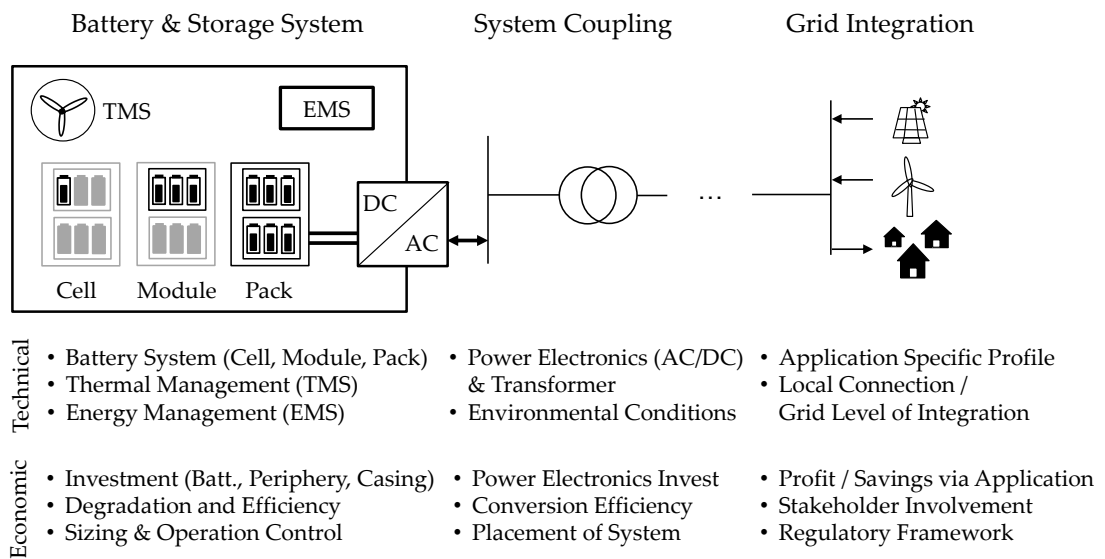 Battery & Storage System
System Coupling
Grid Integration
TMS
EMS
DC
AC
...
Cell
Module
Pack
Technical
• Battery System (Cell, Module, Pack)
• Thermal Management (TMS)
• Energy Management (EMS)
• Power Electronics (AC/DC)
& Transformer
• Environmental Conditions
• Application Specific Profile
• Local Connection /
Grid Level of Integration
Economic
• Investment (Batt., Periphery, Casing)
• Degradation and Efficiency
• Sizing & Operation Control
• Power Electronics Invest
• Conversion Efficiency
• Placement of System
• Profit / Savings via Application
• Stakeholder Involvement
• Regulatory Framework